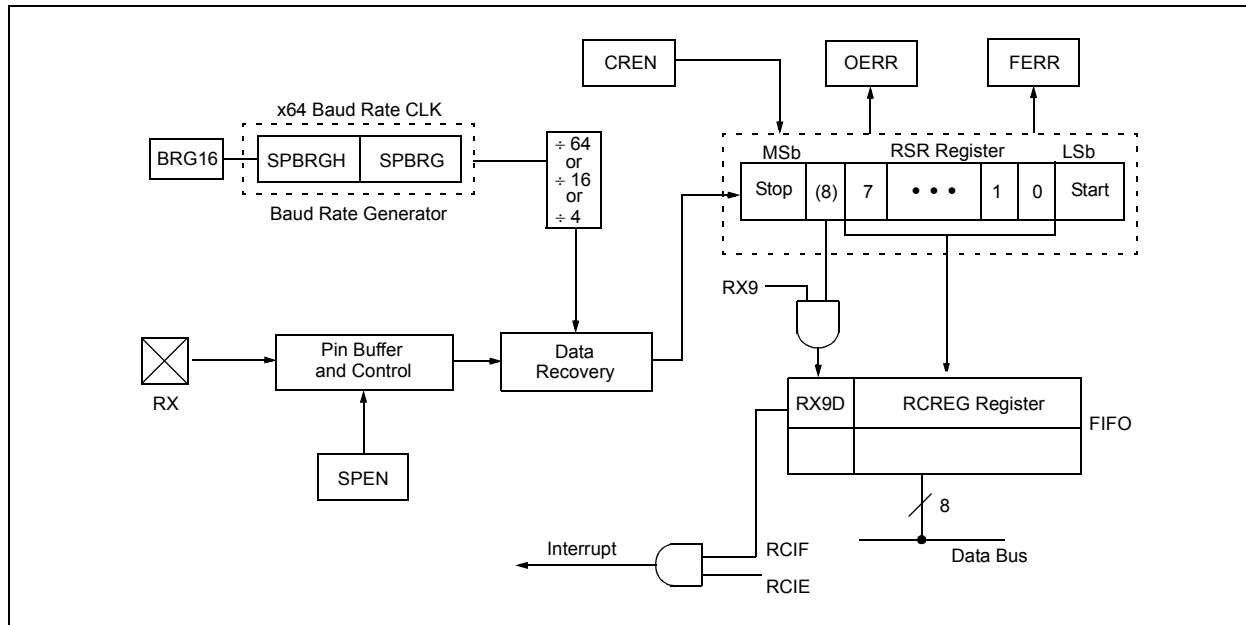 CREN
OERR
FERR
x64 Baud Rate CLK
BRG16
SPBRGH
SPBRG
Baud Rate Generator
÷ 64
or
÷ 16
or
÷ 4
MSb
RSR Register
LSb
Stop
(8)
7
• • •
1
0
Start
RX9
RX
Pin Buffer
and Control
Data
Recovery
SPEN
RX9D
RCREG Register
FIFO
8
Data Bus
Interrupt
RCIF
RCIE